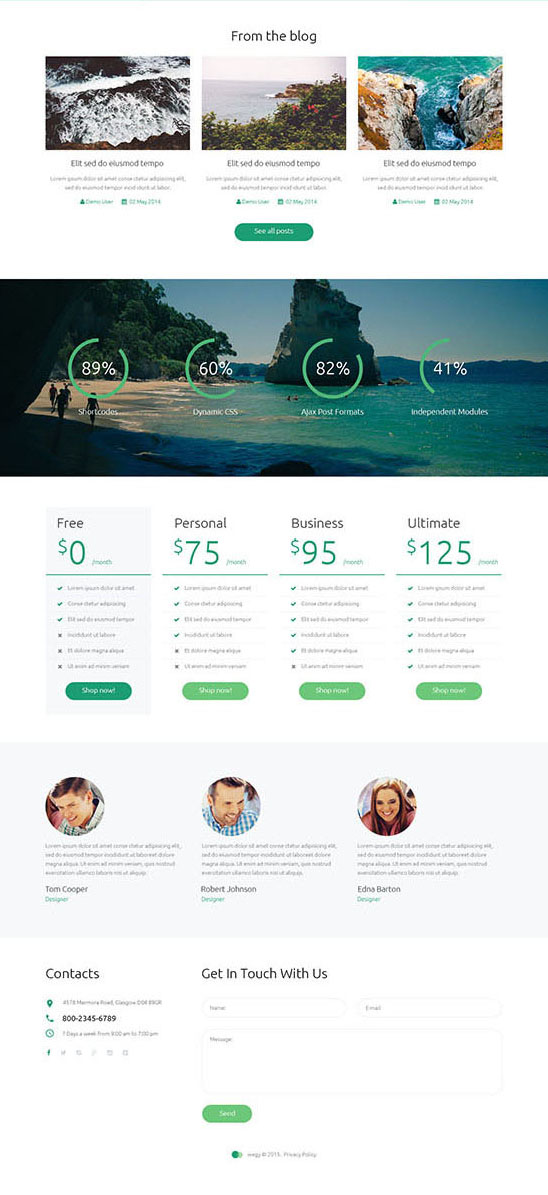 From the blog
Elit sed do eiusmod tempo
Lorem ipsum dolor sit amet conse adipiscing elit,
sed do eiusmod tempor incid idunt ut labor.
Demo User 02 May 2014
Elit sed do eiusmod tempo
Lorem ipsum dolor sit amet conse adipiscing elit,
sed do eiusmod tempor incid idunt ut labor.
Demo User 02 May 2014
Elit sed do eiusmod tempo
Lorem ipsum dolor sit amet conse adipiscing elit,
sed do eiusmod tempor incid idunt ut labor.
Demo User 02 May 2014
See all posts
89%
Shortcodes
60%
Dynamic CSS
82%
Ajax Post Formats
41%
Independent Modules
Free
$0 /month
Lorem ipsum dolor sit amet
Conse ctetur adipiscing
Elit sed do eiusmod tempor
Incididunt ut labore
Et dolore magna aliqua
Ut enim ad minim veniam
Shop now!
Personal
$75 /month
Lorem ipsum dolor sit amet
Conse ctetur adipiscing
Elit sed do eiusmod tempor
Incididunt ut labore
Et dolore magna aliqua
Ut enim ad minim veniam
Shop now!
Business
$95 /month
Lorem ipsum dolor sit amet
Conse ctetur adipiscing
Elit sed do eiusmod tempor
Incididunt ut labore
Et dolore magna aliqua
Ut enim ad minim veniam
Shop now!
Ultimate
$125 /month
Lorem ipsum dolor sit amet
Conse ctetur adipiscing
Elit sed do eiusmod tempor
Incididunt ut labore
Et dolore magna aliqua
Ut enim ad minim veniam
Shop now!
Lorem ipsum dolor sit amet conse ctetur adipisicing elit,
sed do eiusmod tempor incididunt ut laboreet dolore
magna aliqua. Ut enim ad minim veniam, quis nostrud
exercitation ullamco incididunt ut labore aliquip.
Tom Cooper
Designer
Lorem ipsum dolor sit amet conse ctetur adipisicing elit,
sed do eiusmod tempor incididunt ut laboreet dolore
magna aliqua. Ut enim ad minim veniam, quis nostrud
exercitation ullamco incididunt ut labore aliquip.
Robert Johnson
Designer
Lorem ipsum dolor sit amet conse ctetur adipisicing elit,
sed do eiusmod tempor incididunt ut laboreet dolore
magna aliqua. Ut enim ad minim veniam, quis nostrud
exercitation ullamco incididunt ut labore aliquip.
Edna Barton
Designer
Contacts
4578 Marmora Road, Glasgow D04 89GR
800-2345-6789
7 Days a week from 9:00 am to 7:00 pm
Get In Touch With Us
Name:
Email:
Message:
Send
wegy © 2015. Privacy Policy